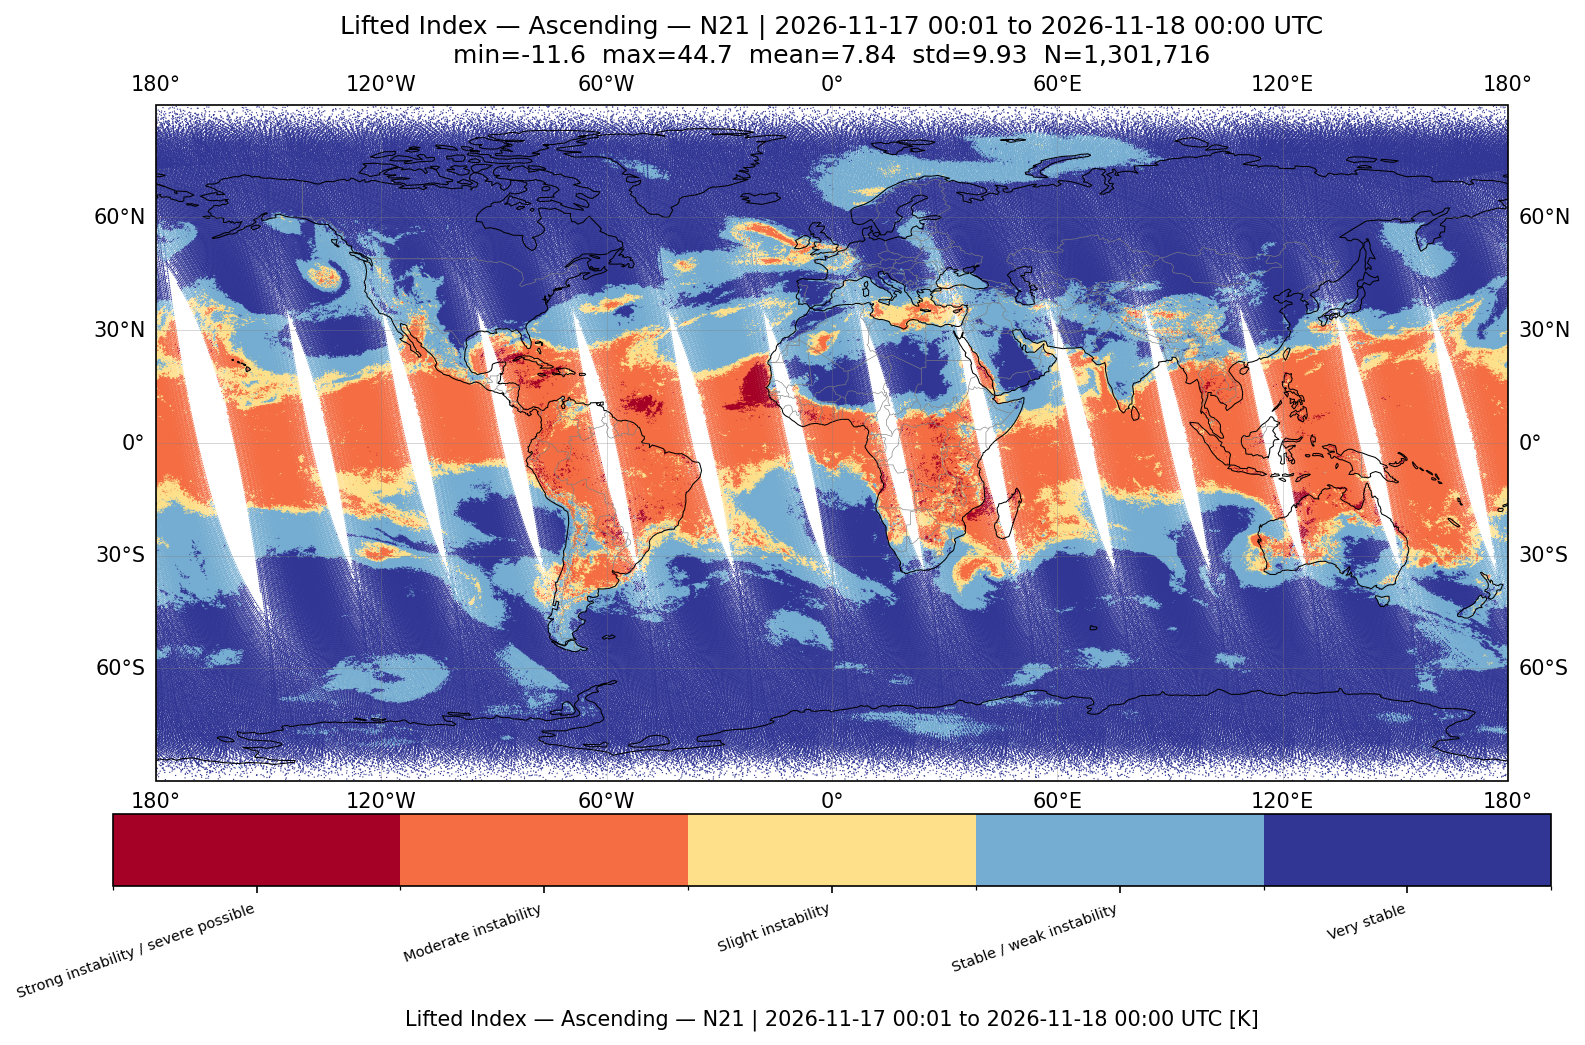 Lifted Index — Ascending — N21 | 2026-11-17 00:01 to 2026-11-18 00:00 UTC
min=-11.6 max=44.7 mean=7.84 std=9.93 N=1,301,716
180° 120°W 60°W 0° 60°E 120°E 180°
60°N 60°N
30°N 30°N
0° 0°
30°S 30°S
60°S 60°S
180° 120°W 60°W 0° 60°E 120°E 180°
Strong instability / severe possible
Moderate instability
Slight instability
Stable / weak instability
Very stable
Lifted Index — Ascending — N21 | 2026-11-17 00:01 to 2026-11-18 00:00 UTC [K]